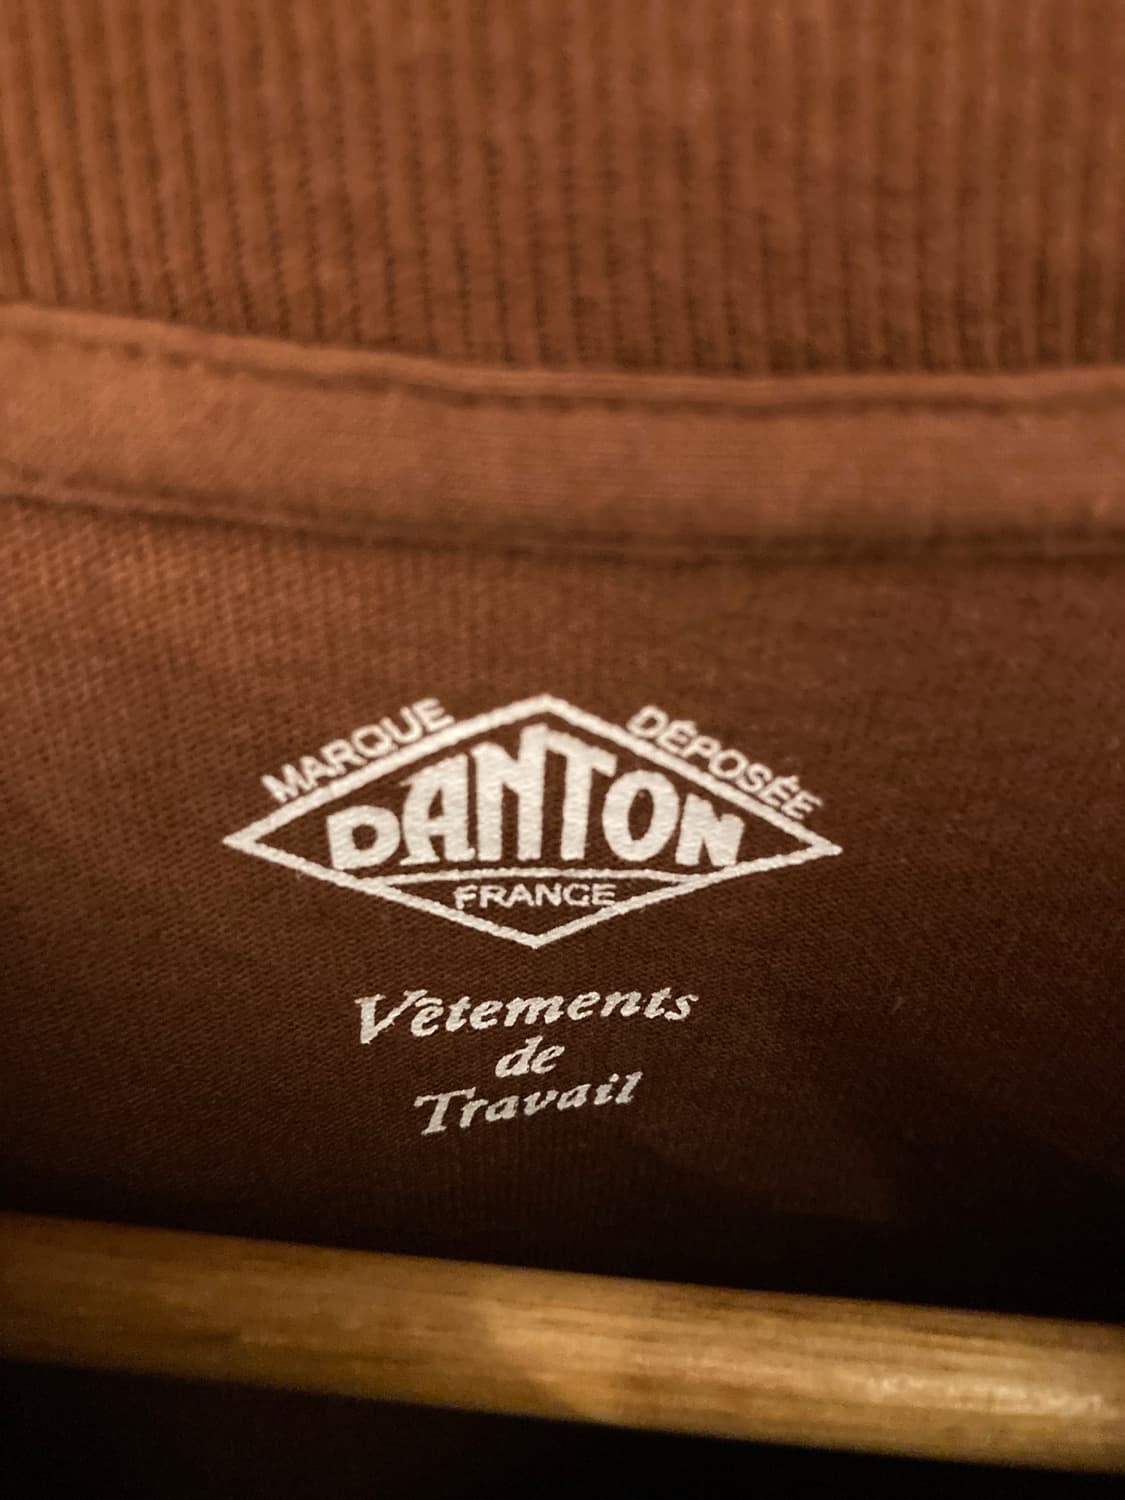 MARQUE DÉPOSÉE
DANTON
FRANCE
Vêtements
de
Travail